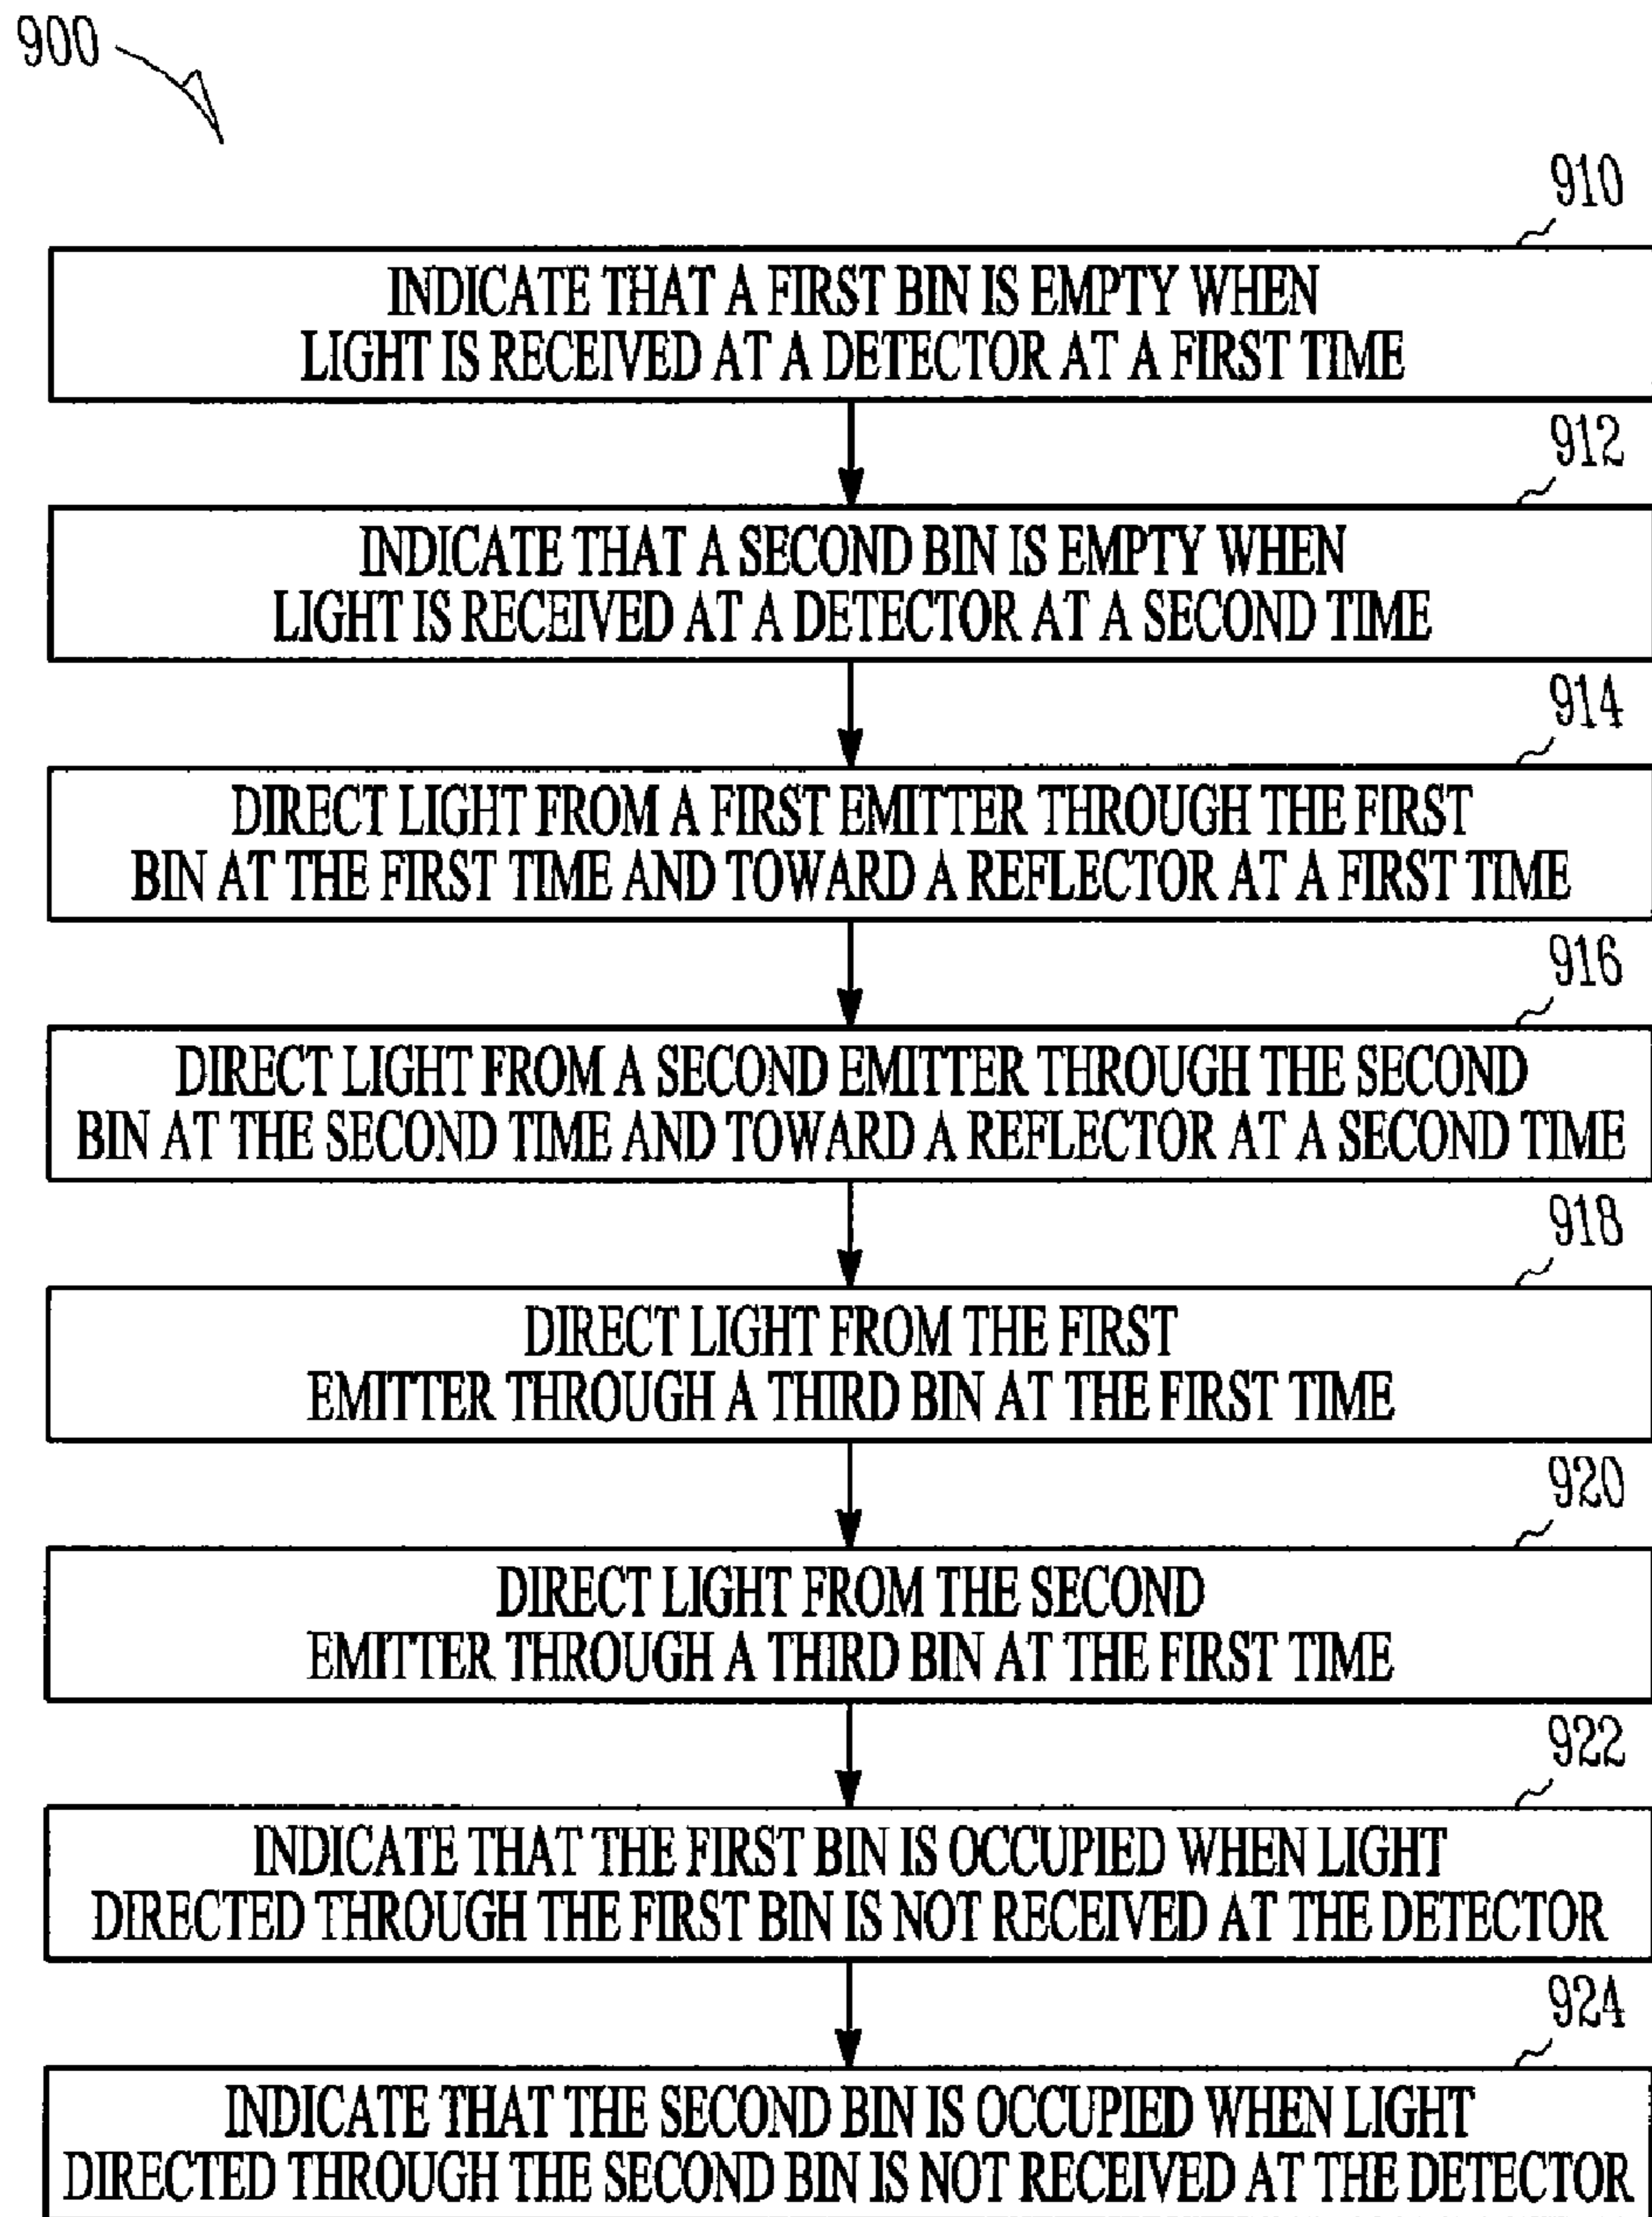 900
910
INDICATE THAT A FIRST BIN IS EMPTY WHEN
LIGHT IS RECEIVED AT A DETECTOR AT A FIRST TIME
912
INDICATE THAT A SECOND BIN IS EMPTY WHEN
LIGHT IS RECEIVED AT A DETECTOR AT A SECOND TIME
914
DIRECT LIGHT FROM A FIRST EMITTER THROUGH THE FIRST
BIN AT THE FIRST TIME AND TOWARD A REFLECTOR AT A FIRST TIME
916
DIRECT LIGHT FROM A SECOND EMITTER THROUGH THE SECOND
BIN AT THE SECOND TIME AND TOWARD A REFLECTOR AT A SECOND TIME
918
DIRECT LIGHT FROM THE FIRST
EMITTER THROUGH A THIRD BIN AT THE FIRST TIME
920
DIRECT LIGHT FROM THE SECOND
EMITTER THROUGH A THIRD BIN AT THE FIRST TIME
922
INDICATE THAT THE FIRST BIN IS OCCUPIED WHEN LIGHT
DIRECTED THROUGH THE FIRST BIN IS NOT RECEIVED AT THE DETECTOR
924
INDICATE THAT THE SECOND BIN IS OCCUPIED WHEN LIGHT
DIRECTED THROUGH THE SECOND BIN IS NOT RECEIVED AT THE DETECTOR